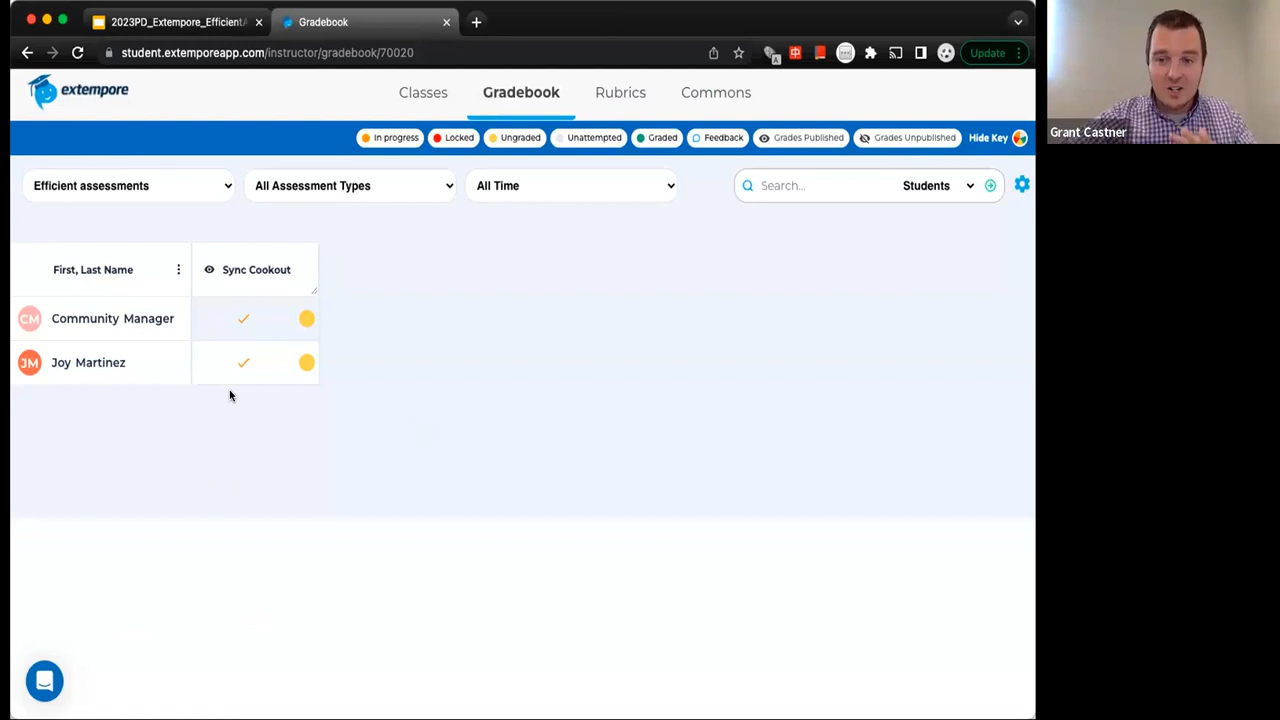 2023PD_Extempore_EfficientA
Gradebook
student.extemporeapp.com/instructor/gradebook/70020
A
中
Update
extempore
Classes
Gradebook
Rubrics
Commons
In progress
Locked
Ungraded
Unattempted
Graded
Feedback
Grades Published
Grades Unpublished
Hide Key
Efficient assessments
All Assessment Types
All Time
Search...
Students
First, Last Name
Sync Cookout
CM
Community Manager
JM
Joy Martinez
Grant Castner